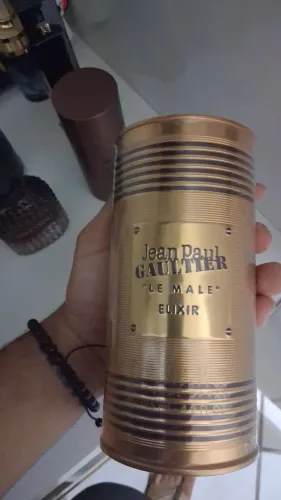 Jean Paul
GAULTIER
"LE MALE"
ELIXIR